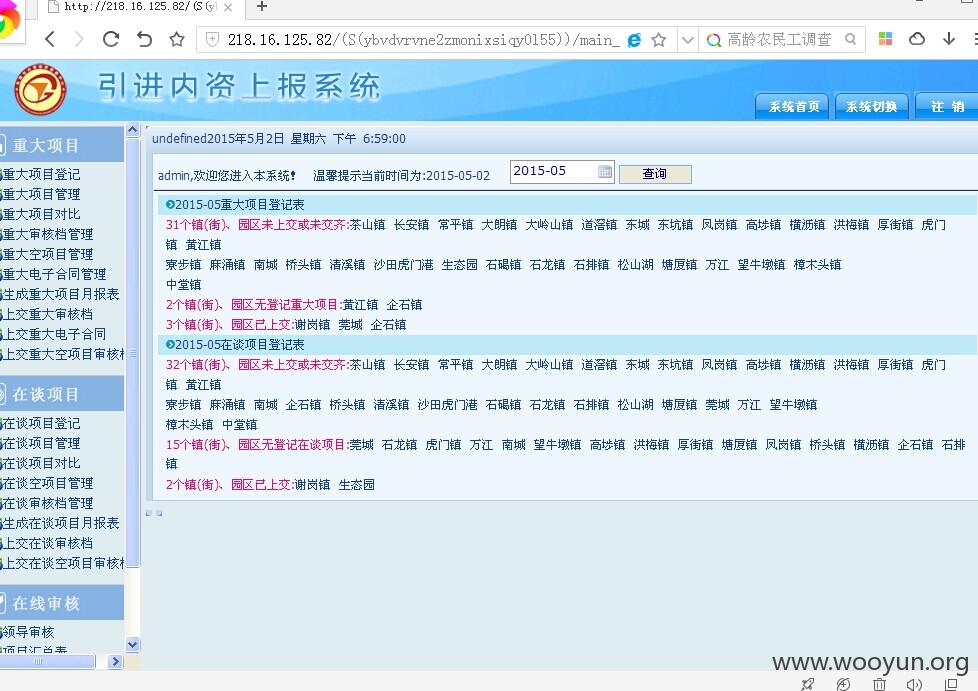 http://218.16.125.82/(S(y
218.16.125.82/(S(ybvdvrvne2zmonixsiqy0l55))/main_
高龄农民工调查
引进内资上报系统
系统首页
系统切换
注 销
重大项目
重大项目登记
重大项目管理
重大项目对比
重大审核档管理
重大空项目管理
重大电子合同管理
生成重大项目月报表
上交重大审核档
上交重大电子合同
上交重大空项目审核档
在谈项目
在谈项目登记
在谈项目管理
在谈项目对比
在谈空项目管理
在谈审核档管理
生成在谈项目月报表
上交在谈审核档
上交在谈空项目审核档
在线审核
领导审核
项目汇总表
undefined2015年5月2日 星期六 下午 6:59:00
admin,欢迎您进入本系统! 温馨提示当前时间为:2015-05-02
2015-05
查询
2015-05重大项目登记表
31个镇(街)、园区未上交或未交齐:茶山镇 长安镇 常平镇 大朗镇 大岭山镇 道滘镇 东城 东坑镇 凤岗镇 高埗镇 横沥镇 洪梅镇 厚街镇 虎门
镇 黄江镇
寮步镇 麻涌镇 南城 桥头镇 清溪镇 沙田虎门港 生态园 石碣镇 石龙镇 石排镇 松山湖 塘厦镇 万江 望牛墩镇 樟木头镇
中堂镇
2个镇(街)、园区无登记重大项目:黄江镇 企石镇
3个镇(街)、园区已上交:谢岗镇 莞城 企石镇
2015-05在谈项目登记表
32个镇(街)、园区未上交或未交齐:茶山镇 长安镇 常平镇 大朗镇 大岭山镇 道滘镇 东城 东坑镇 凤岗镇 高埗镇 横沥镇 洪梅镇 厚街镇 虎门
镇 黄江镇
寮步镇 麻涌镇 南城 企石镇 桥头镇 清溪镇 沙田虎门港 石碣镇 石龙镇 石排镇 松山湖 塘厦镇 莞城 万江 望牛墩镇
樟木头镇 中堂镇
15个镇(街)、园区无登记在谈项目:莞城 石龙镇 虎门镇 万江 南城 望牛墩镇 高埗镇 洪梅镇 厚街镇 塘厦镇 凤岗镇 桥头镇 横沥镇 企石镇 石排
镇
2个镇(街)、园区已上交:谢岗镇 生态园
www.wooyun.org